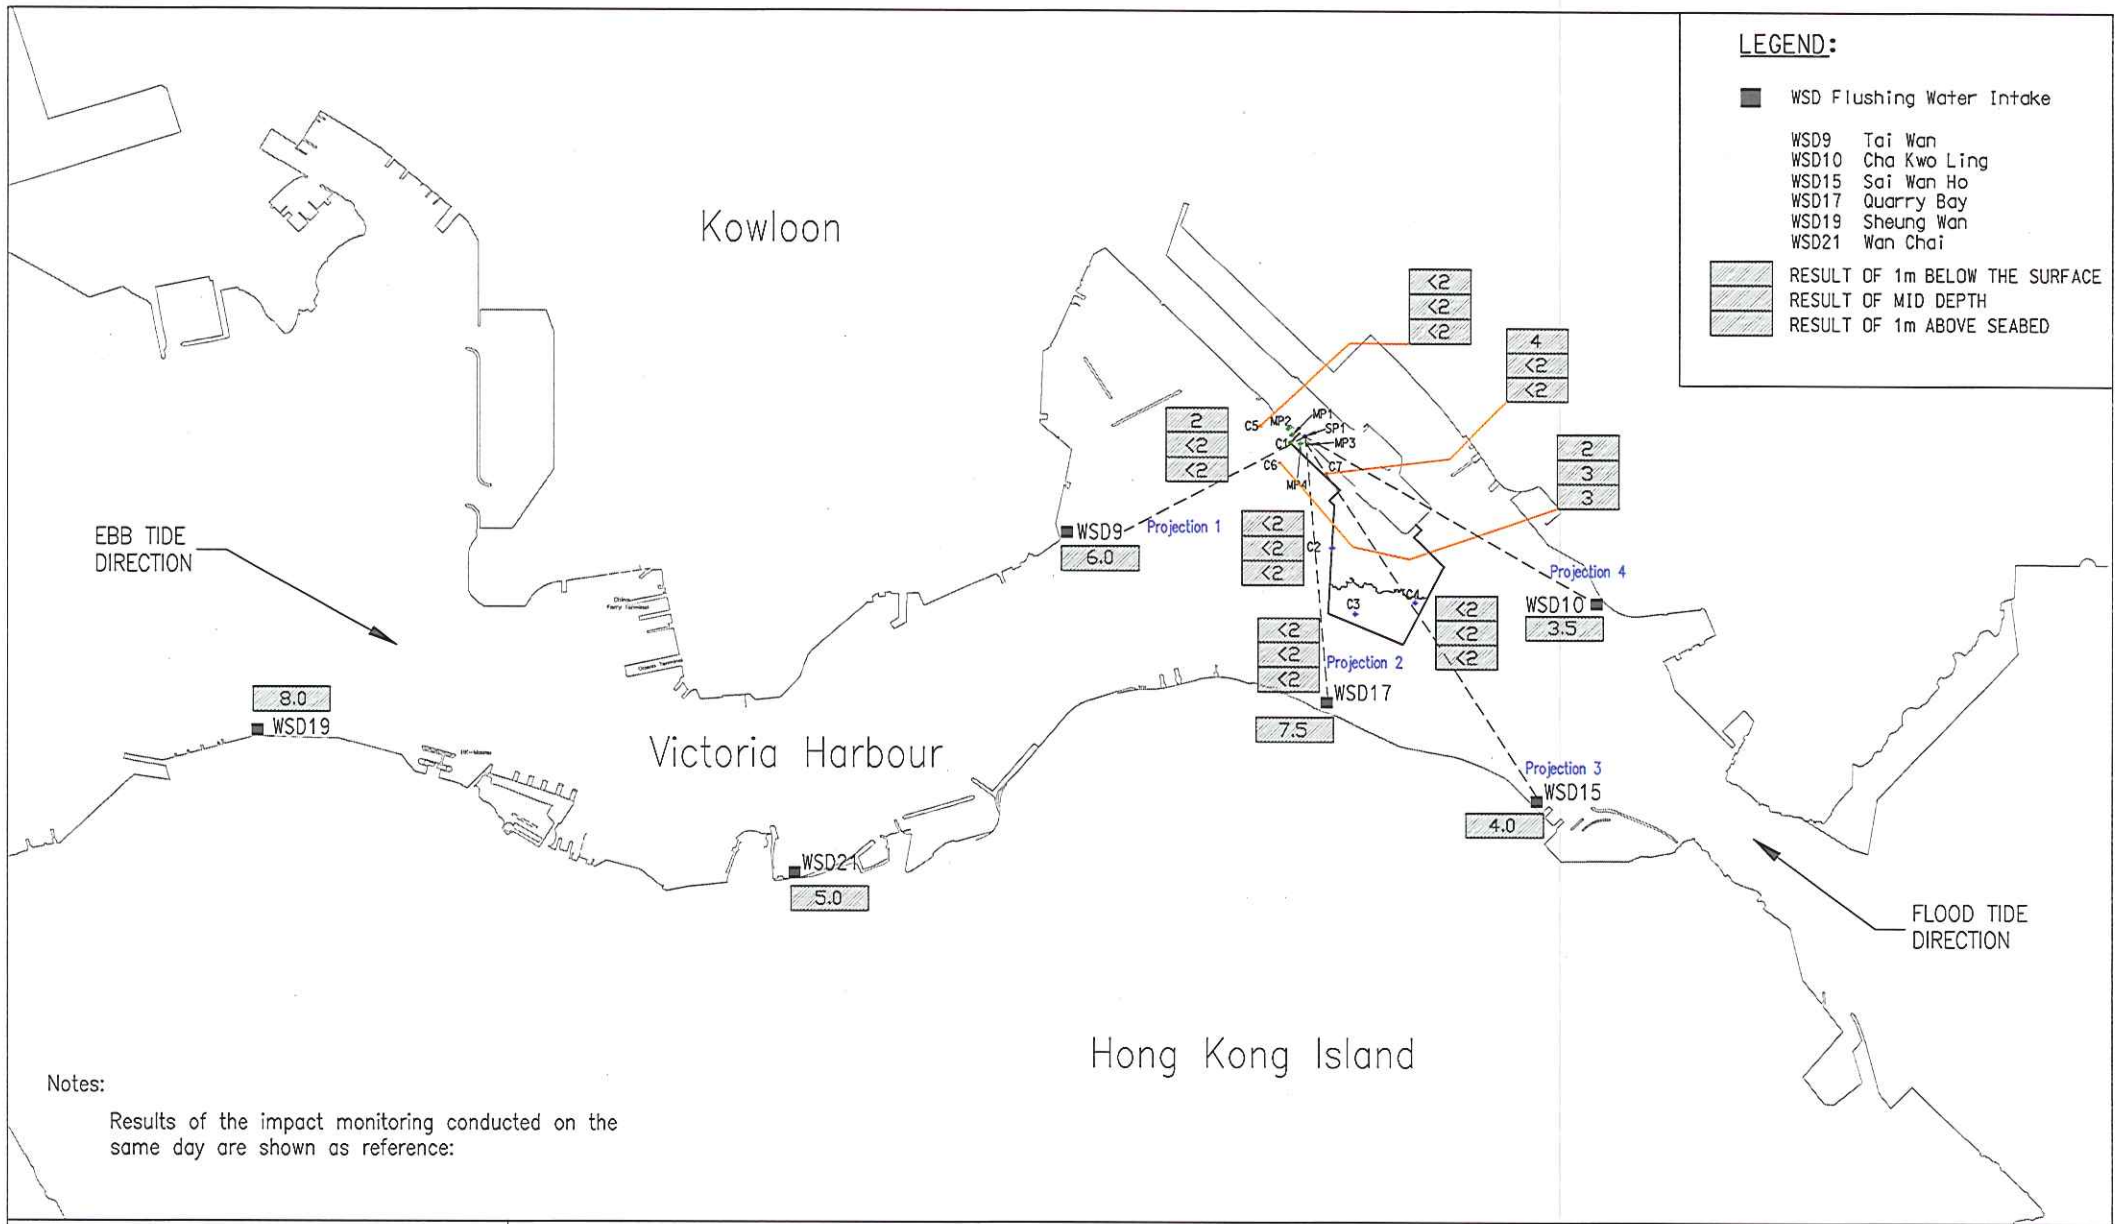 LEGEND:
WSD Flushing Water Intake
WSD9 Tai Wan
WSD10 Cha Kwo Ling
WSD15 Sai Wan Ho
WSD17 Quarry Bay
WSD19 Sheung Wan
WSD21 Wan Chai
RESULT OF 1m BELOW THE SURFACE
RESULT OF MID DEPTH
RESULT OF 1m ABOVE SEABED
Kowloon
<2
<2
<2
4
<2
<2
2
<2
<2
2
3
3
C5
MP2
MP1
SP1
C1
MP3
C6
C7
MP4
WSD9
Projection 1
6.0
<2
<2
<2
C2
EBB TIDE
DIRECTION
Projection 4
WSD10
3.5
C3
C4
<2
<2
<2
<2
<2
<2
Projection 2
WSD17
7.5
China
Ferry Terminal
Ocean Terminal
8.0
WSD19
Victoria Harbour
Projection 3
WSD15
4.0
WSD21
5.0
FLOOD TIDE
DIRECTION
Hong Kong Island
Notes:
Results of the impact monitoring conducted on the
same day are shown as reference: